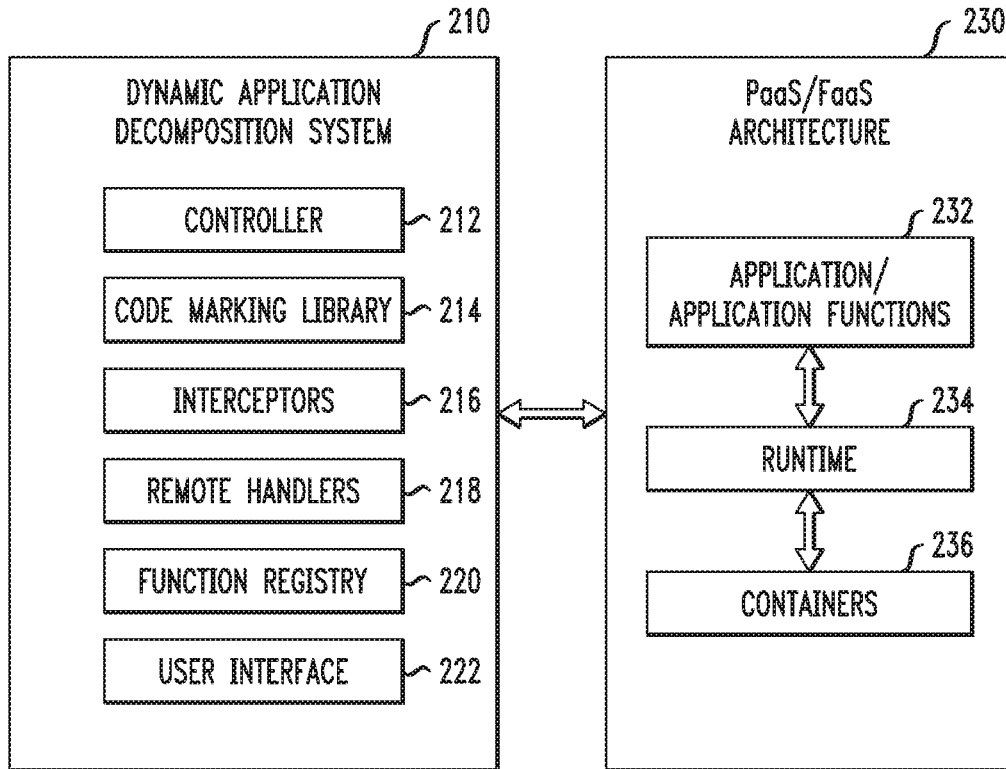 210
DYNAMIC APPLICATION
DECOMPOSITION SYSTEM
CONTROLLER
212
CODE MARKING LIBRARY
214
INTERCEPTORS
216
REMOTE HANDLERS
218
FUNCTION REGISTRY
220
USER INTERFACE
222
230
PaaS/FaaS
ARCHITECTURE
232
APPLICATION/
APPLICATION FUNCTIONS
234
RUNTIME
236
CONTAINERS